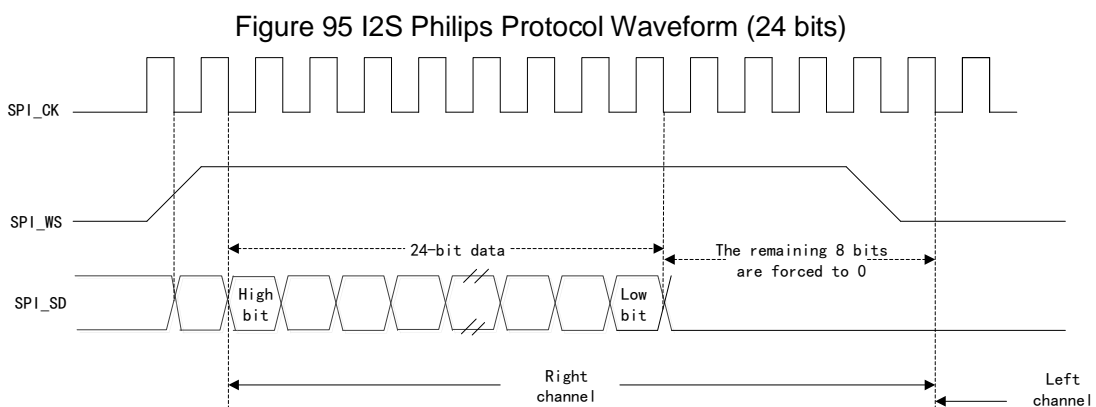 Figure 95 I2S Philips Protocol Waveform (24 bits)
SPI_CK
SPI_WS
24-bit data
The remaining 8 bits
are forced to 0
SPI_SD
High
bit
Low
bit
Right
channel
Left
channel